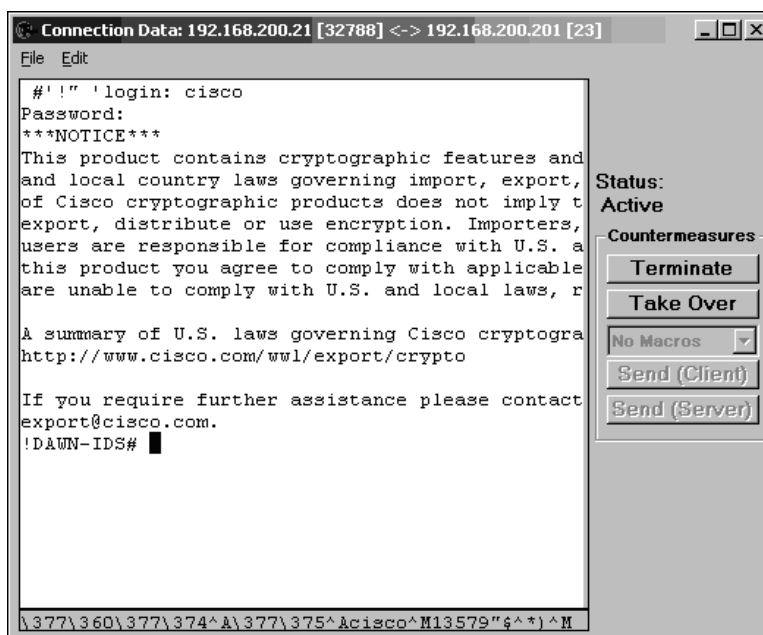 Connection Data: 192.168.200.21 [32788] <-> 192.168.200.201 [23]
File Edit
#'!" 'login: cisco
Password:
***NOTICE***
This product contains cryptographic features and
and local country laws governing import, export,
of Cisco cryptographic products does not imply t
export, distribute or use encryption. Importers,
users are responsible for compliance with U.S. a
this product you agree to comply with applicable
are unable to comply with U.S. and local laws, r
A summary of U.S. laws governing Cisco cryptogra
http://www.cisco.com/wwl/export/crypto
If you require further assistance please contact
export@cisco.com.
!DAWN-IDS#
\377\360\377\374^A\377\375^Acisco^M13579"$^*)^M
Status:
Active
Countermeasures
Terminate
Take Over
No Macros
Send (Client)
Send (Server)